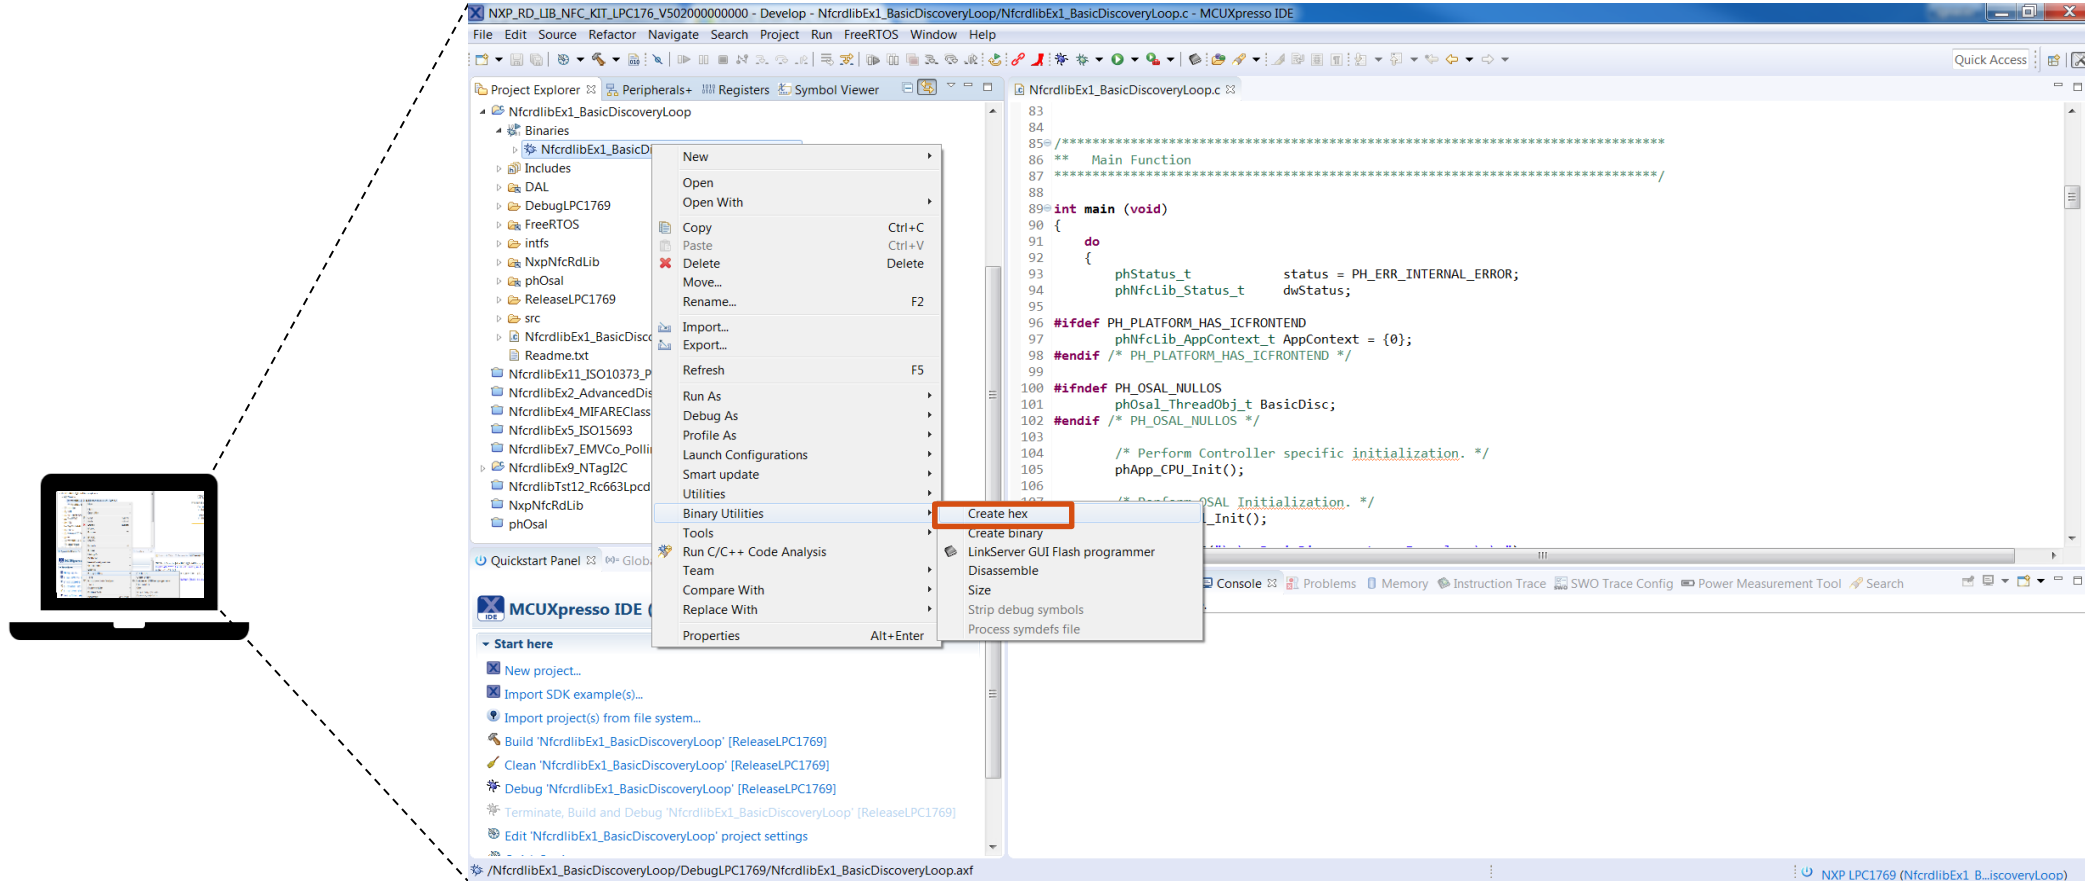 NXP_RD_LIB_NFC_KIT_LPC176_V502000000000 - Develop - NfcrdlibEx1_BasicDiscoveryLoop/NfcrdlibEx1_BasicDiscoveryLoop.c - MCUXpresso IDE
File Edit Source Refactor Navigate Search Project Run FreeRTOS Window Help
Quick Access
Project Explorer Peripherals+ Registers Symbol Viewer
NfcrdlibEx1_BasicDiscoveryLoop
Binaries
NfcrdlibEx1_BasicD
Includes
DAL
DebugLPC1769
FreeRTOS
intfs
NxpNfcRdLib
phOsal
ReleaseLPC1769
src
NfcrdlibEx1_BasicDisco
Readme.txt
NfcrdlibEx11_ISO10373_P
NfcrdlibEx2_AdvancedDis
NfcrdlibEx4_MIFAREClass
NfcrdlibEx5_ISO15693
NfcrdlibEx7_EMVCo_Polli
NfcrdlibEx9_NTagI2C
NfcrdlibTst12_Rc663Lpcd
NxpNfcRdLib
phOsal
New
Open
Open With
Copy Ctrl+C
Paste Ctrl+V
Delete Delete
Move...
Rename... F2
Import...
Export...
Refresh F5
Run As
Debug As
Profile As
Launch Configurations
Smart update
Utilities
Binary Utilities
Tools
Run C/C++ Code Analysis
Team
Compare With
Replace With
Properties Alt+Enter
Create hex
Create binary
LinkServer GUI Flash programmer
Disassemble
Size
Strip debug symbols
Process symdefs file
NfcrdlibEx1_BasicDiscoveryLoop.c
83
84
85 /*******************************************************************************
86 ** Main Function
87 *******************************************************************************/
88
89 int main (void)
90 {
91 do
92 {
93 phStatus_t status = PH_ERR_INTERNAL_ERROR;
94 phNfcLib_Status_t dwStatus;
95
96 #ifdef PH_PLATFORM_HAS_ICFRONTEND
97 phNfcLib_AppContext_t AppContext = {0};
98 #endif /* PH_PLATFORM_HAS_ICFRONTEND */
99
100 #ifndef PH_OSAL_NULLOS
101 phOsal_ThreadObj_t BasicDisc;
102 #endif /* PH_OSAL_NULLOS */
103
104 /* Perform Controller specific initialization. */
105 phApp_CPU_Init();
106
107 /* Perform OSAL Initialization. */
_Init();
Quickstart Panel Globa
Console Problems Memory Instruction Trace SWO Trace Config Power Measurement Tool Search
IDE
MCUXpresso IDE (
Start here
New project...
Import SDK example(s)...
Import project(s) from file system...
Build 'NfcrdlibEx1_BasicDiscoveryLoop' [ReleaseLPC1769]
Clean 'NfcrdlibEx1_BasicDiscoveryLoop' [ReleaseLPC1769]
Debug 'NfcrdlibEx1_BasicDiscoveryLoop' [ReleaseLPC1769]
Terminate, Build and Debug 'NfcrdlibEx1_BasicDiscoveryLoop' [ReleaseLPC1769]
Edit 'NfcrdlibEx1_BasicDiscoveryLoop' project settings
/NfcrdlibEx1_BasicDiscoveryLoop/DebugLPC1769/NfcrdlibEx1_BasicDiscoveryLoop.axf
NXP LPC1769 (NfcrdlibEx1_B...iscoveryLoop)